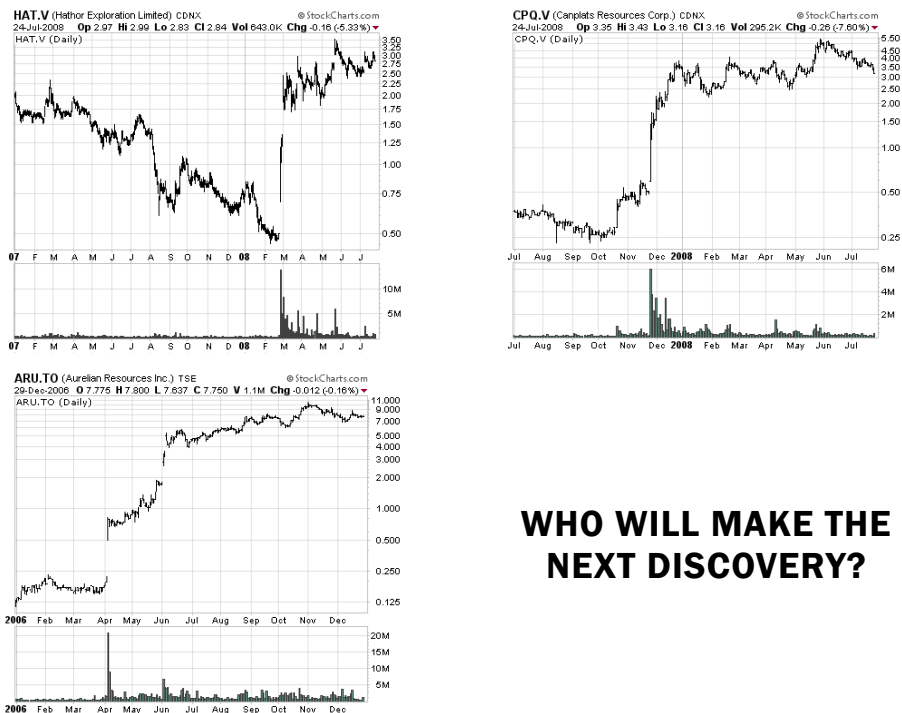 HAT.V (Hathor Exploration Limited) CDNX © StockCharts.com
24-Jul-2008 Op 2.97 Hi 2.99 Lo 2.83 Cl 2.84 Vol 643.0K Chg -0.16 (-5.33%)
HAT.V (Daily)
3.50
3.25
3.00
2.75
2.50
2.25
2.00
1.75
1.50
1.25
1.00
0.75
0.50
07 F M A M J J A S O N D 08 F M A M J J
10M
5M
07 F M A M J J A S O N D 08 F M A M J J
CPQ.V (Canplats Resources Corp.) CDNX © StockCharts.com
24-Jul-2008 Op 3.35 Hi 3.43 Lo 3.16 Cl 3.16 Vol 295.2K Chg -0.26 (-7.60%)
CPQ.V (Daily)
5.50
4.50
4.00
3.50
3.00
2.50
2.00
1.50
1.00
0.50
0.25
Jul Aug Sep Oct Nov Dec 2008 Feb Mar Apr May Jun Jul
6M
4M
2M
Jul Aug Sep Oct Nov Dec 2008 Feb Mar Apr May Jun Jul
ARU.TO (Aurelian Resources Inc.) TSE © StockCharts.com
29-Dec-2006 O 7.775 H 7.800 L 7.637 C 7.750 V 1.1M Chg -0.012 (-0.16%)
ARU.TO (Daily)
11.000
9.000
7.000
5.000
4.000
3.000
2.000
1.000
0.500
0.250
0.125
2006 Feb Mar Apr May Jun Jul Aug Sep Oct Nov Dec
20M
15M
10M
5M
2006 Feb Mar Apr May Jun Jul Aug Sep Oct Nov Dec
WHO WILL MAKE THE
NEXT DISCOVERY?